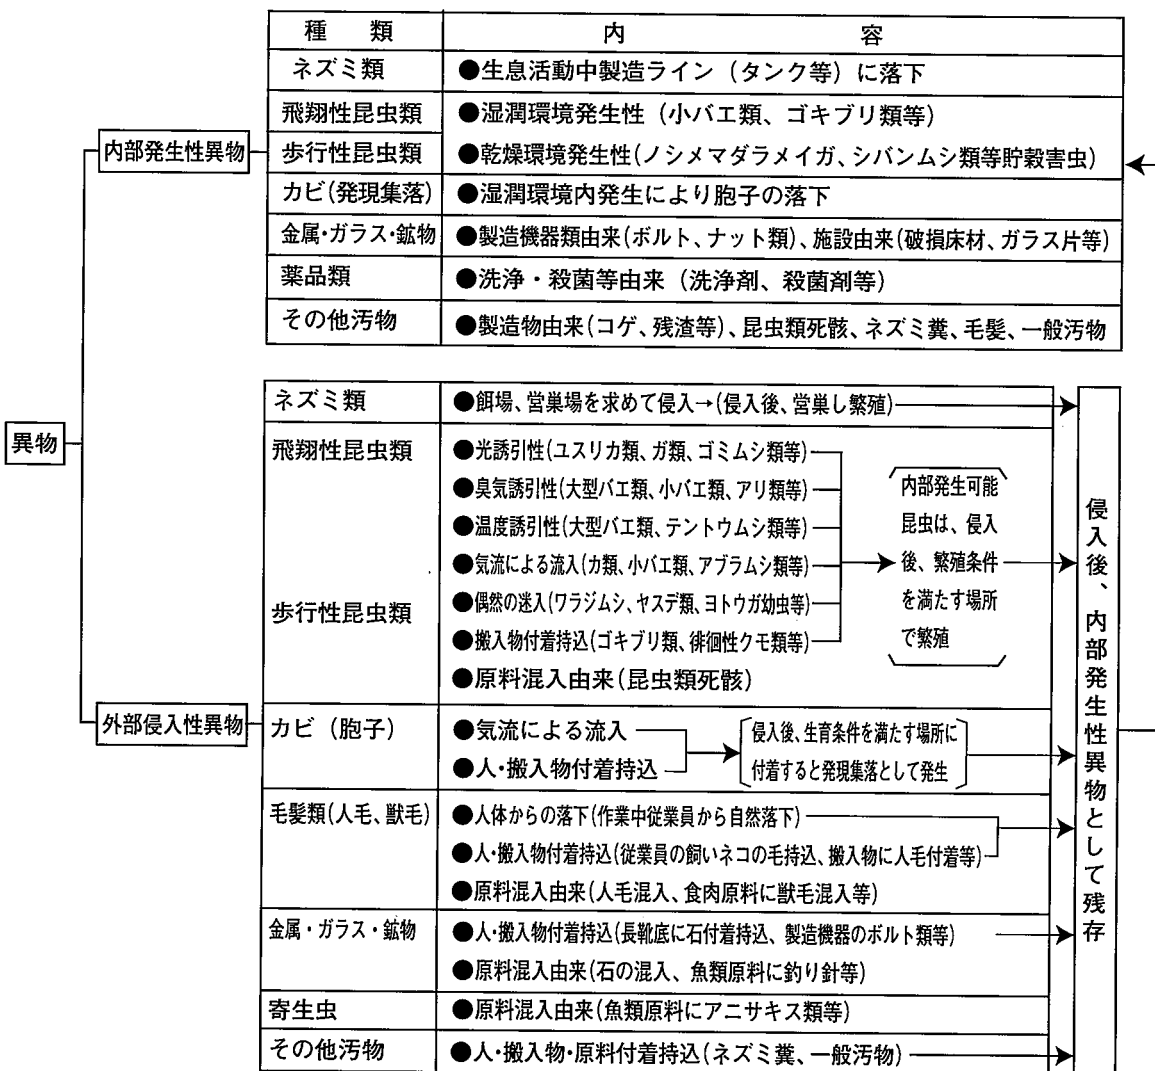 種 類 内 容
ネズミ類 ●生息活動中製造ライン（タンク等）に落下
飛翔性昆虫類 ●湿潤環境発生性（小バエ類、ゴキブリ類等）
内部発生性異物
歩行性昆虫類 ●乾燥環境発生性(ノシメマダラメイガ、シバンムシ類等貯穀害虫)
カビ(発現集落) ●湿潤環境内発生により胞子の落下
金属・ガラス・鉱物 ●製造機器類由来(ボルト、ナット類)、施設由来(破損床材、ガラス片等)
薬品類 ●洗浄・殺菌等由来（洗浄剤、殺菌剤等）
その他汚物 ●製造物由来(コゲ、残渣等)、昆虫類死骸、ネズミ糞、毛髪、一般汚物
異物
外部侵入性異物
ネズミ類 ●餌場、営巣場を求めて侵入→(侵入後、営巣し繁殖)
飛翔性昆虫類
歩行性昆虫類
●光誘引性(ユスリカ類、ガ類、ゴミムシ類等)
●臭気誘引性(大型バエ類、小バエ類、アリ類等)
●温度誘引性(大型バエ類、テントウムシ類等)
●気流による流入(カ類、小バエ類、アブラムシ類等)
●偶然の迷入(ワラジムシ、ヤスデ類、ヨトウガ幼虫等)
●搬入物付着持込(ゴキブリ類、徘徊性クモ類等)
●原料混入由来(昆虫類死骸)
内部発生可能
昆虫は、侵入
後、繁殖条件
を満たす場所
で繁殖
カビ（胞子） ●気流による流入
●人・搬入物付着持込
侵入後、生育条件を満たす場所に
付着すると発現集落として発生
毛髪類(人毛、獣毛) ●人体からの落下(作業中従業員から自然落下)
●人・搬入物付着持込(従業員の飼いネコの毛持込、搬入物に人毛付着等)
●原料混入由来(人毛混入、食肉原料に獣毛混入等)
金属・ガラス・鉱物 ●人・搬入物付着持込(長靴底に石付着持込、製造機器のボルト類等)
●原料混入由来(石の混入、魚類原料に釣り針等)
寄生虫 ●原料混入由来(魚類原料にアニサキス類等)
その他汚物 ●人・搬入物・原料付着持込(ネズミ糞、一般汚物)
侵入後、内部発生性異物として残存